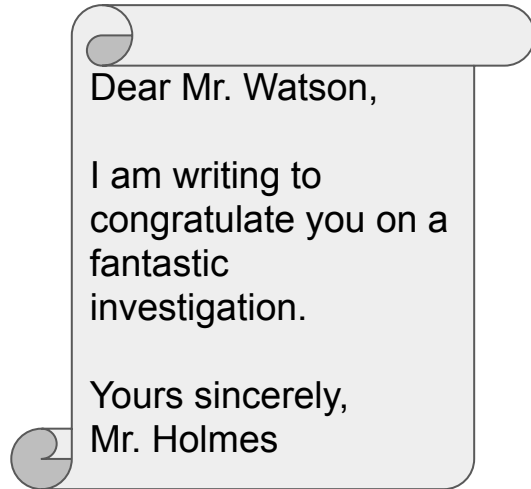 Dear Mr. Watson,
I am writing to
congratulate you on a
fantastic
investigation.
Yours sincerely,
Mr. Holmes